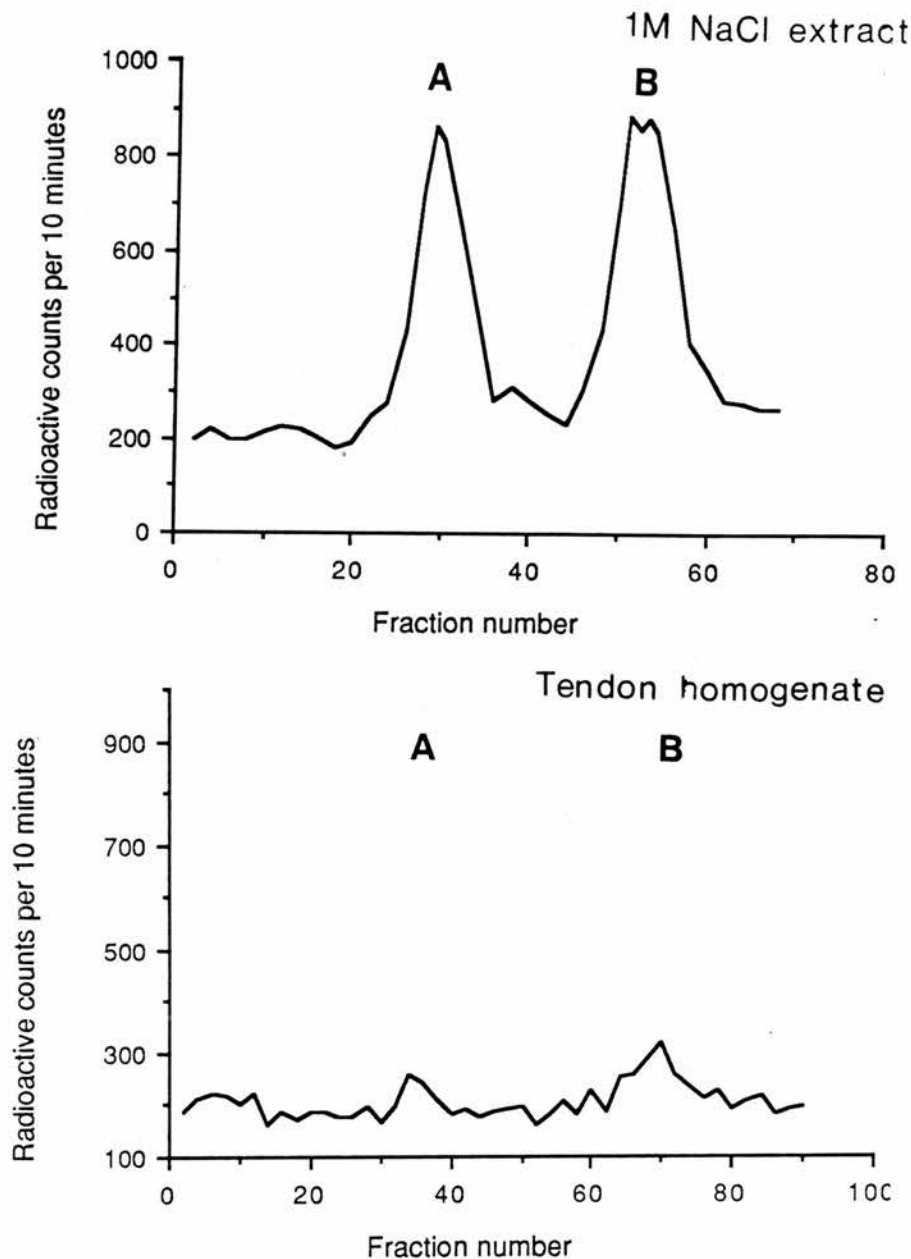 1M NaCl extract
A B
Radioactive counts per 10 minutes
1000
800
600
400
200
0
0 20 40 60 80
Fraction number
Tendon homogenate
A B
Radioactive counts per 10 minutes
900
700
500
300
100
0 20 40 60 80 100
Fraction number